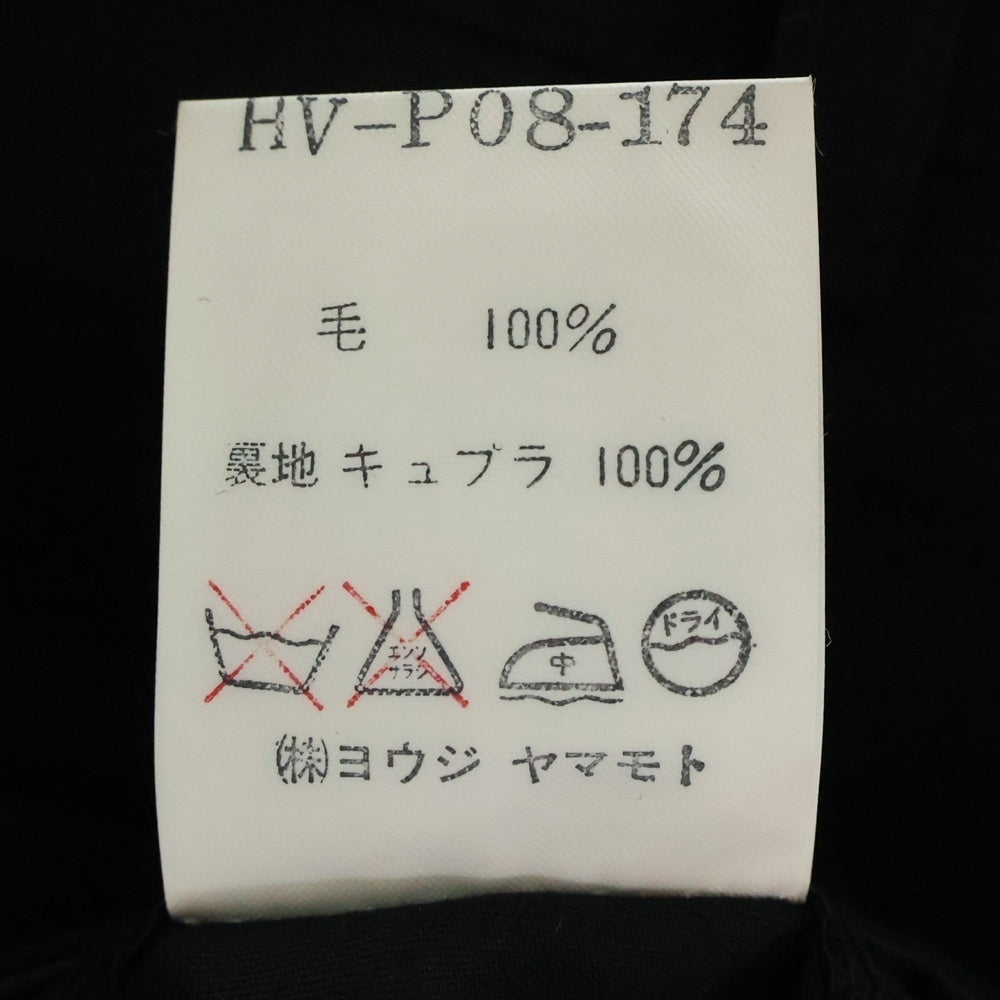 HV-P08-174
毛 100%
裏地 キュプラ 100%
エンソ
サラシ
中
ドライ
㈱ヨウジ ヤマモト